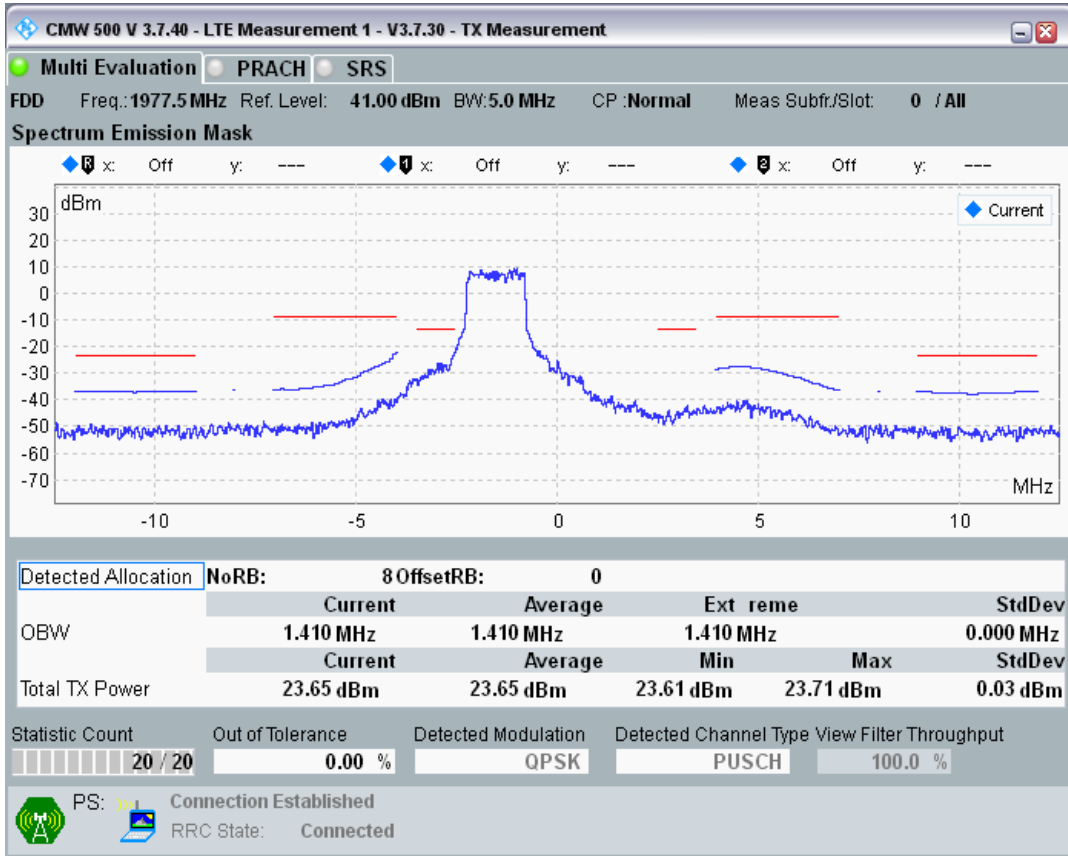 CMW 500 V 3.7.40 - LTE Measurement 1 - V3.7.30 - TX Measurement
Multi Evaluation PRACH SRS
FDD Freq.: 1977.5 MHz Ref. Level: 41.00 dBm BW: 5.0 MHz CP :Normal Meas Subfr./Slot: 0 / All
Spectrum Emission Mask
R x: Off y: --- 1 x: Off y: --- 2 x: Off y: ---
dBm
Current
30
20
10
0
-10
-20
-30
-40
-50
-60
-70
MHz
-10 -5 0 5 10
Detected Allocation NoRB: 8 OffsetRB: 0
Current Average Ext reme StdDev
OBW 1.410 MHz 1.410 MHz 1.410 MHz 0.000 MHz
Current Average Min Max StdDev
Total TX Power 23.65 dBm 23.65 dBm 23.61 dBm 23.71 dBm 0.03 dBm
Statistic Count Out of Tolerance Detected Modulation Detected Channel Type View Filter Throughput
20 / 20 0.00 % QPSK PUSCH 100.0 %
PS: Connection Established
RRC State: Connected